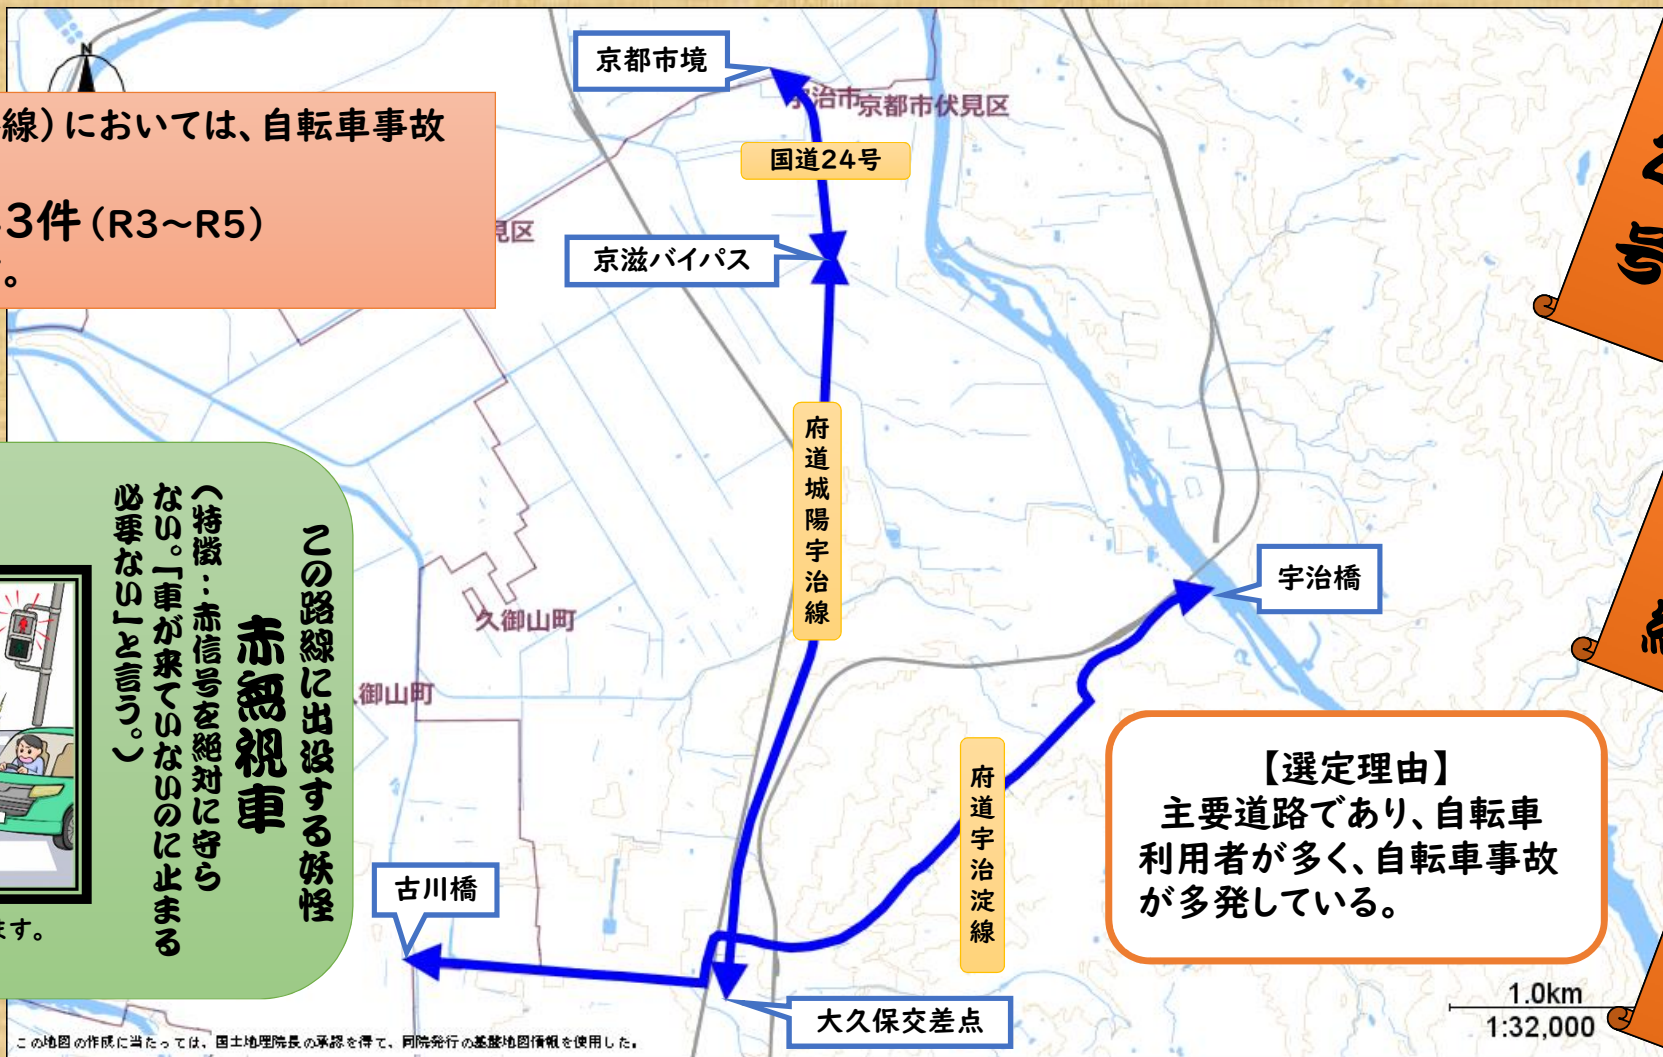 N
線)においては、自転車事故
3件(R3~R5)
。
京都市境
宇治市
京都市伏見区
国道24号
見区
京滋バイパス
府道城陽宇治線
久御山町
御山町
宇治橋
府道宇治淀線
古川橋
大久保交差点
この路線に出没する妖怪
赤無視車
(特徴:赤信号を絶対に守ら
ない。「車が来ていないのに止まる
必要ない」と言う。)
ます。
【選定理由】
主要道路であり、自転車
利用者が多く、自転車事故
が多発している。
号
線
1.0km
1:32,000
この地図の作成に当たっては、国土地理院長の承認を得て、同院発行の基盤地図情報を使用した。